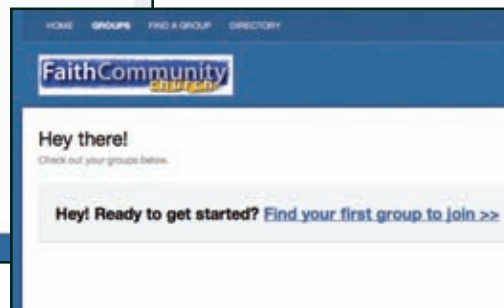 HOME GROUPS FIND A GROUP DIRECTORY
FaithCommunity
church
Hey there!
Check out your groups below.
Hey! Ready to get started? Find your first group to join >>